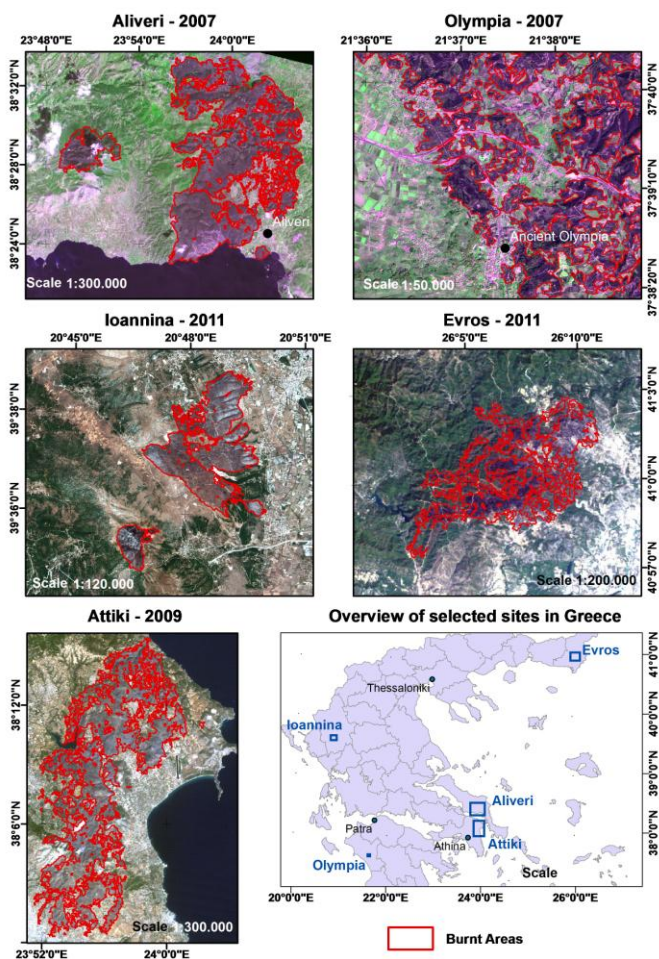 Aliveri - 2007
23°48'0"E 23°54'0"E 24°0'0"E
38°32'0"N
38°28'0"N
38°24'0"N
Aliveri
Scale 1:300.000
Olympia - 2007
21°36'0"E 21°37'0"E 21°38'0"E
37°40'0"N
37°39'10"N
37°38'20"N
Ancient Olympia
Scale 1:50.000
Ioannina - 2011
20°45'0"E 20°48'0"E 20°51'0"E
39°38'0"N
39°36'0"N
Scale 1:120.000
Evros - 2011
26°5'0"E 26°10'0"E
41°3'0"N
41°0'0"N
40°57'0"N
Scale 1:200.000
Attiki - 2009
38°12'0"N
38°6'0"N
Scale 1:300.000
23°52'0"E 24°0'0"E
Overview of selected sites in Greece
Evros
Thessaloniki
Ioannina
Aliveri
Patra
Athina
Attiki
Olympia
Scale
41°0'0"N
40°0'0"N
39°0'0"N
38°0'0"N
20°0'0"E 22°0'0"E 24°0'0"E 26°0'0"E
Burnt Areas